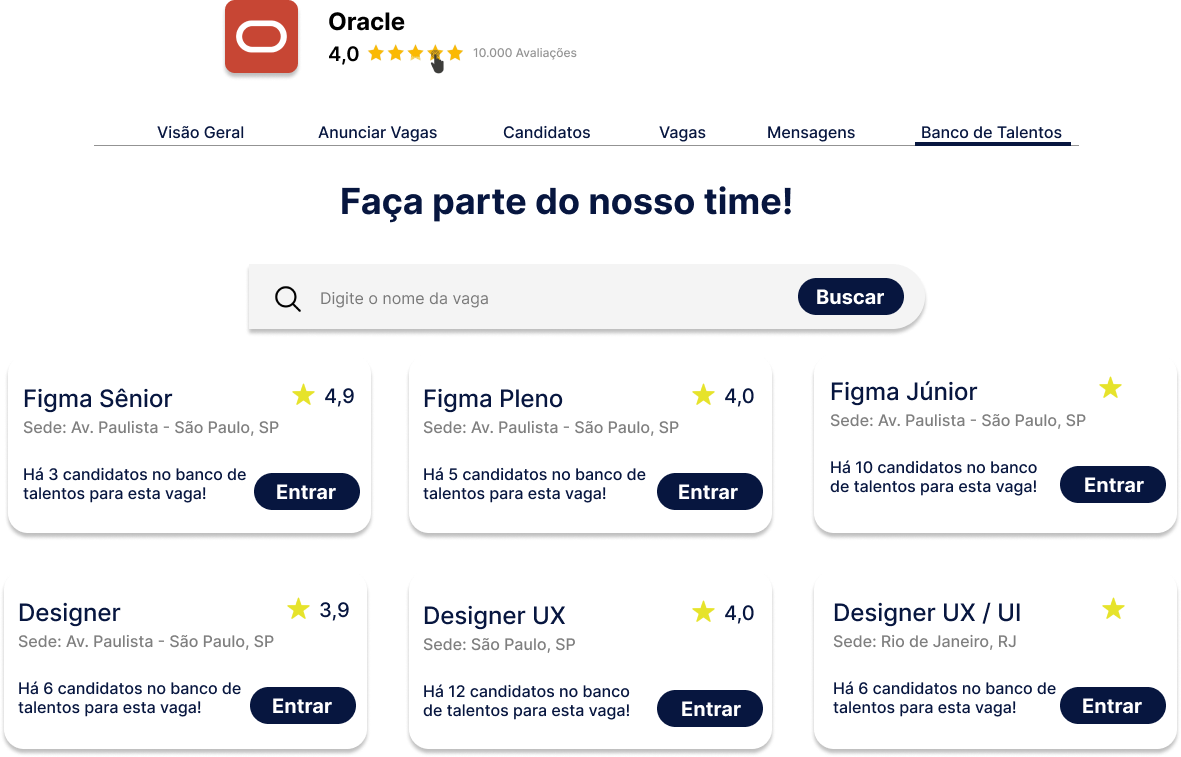 Oracle
4,0
10.000 Avaliações
Visão Geral
Anunciar Vagas
Candidatos
Vagas
Mensagens
Banco de Talentos
Faça parte do nosso time!
Digite o nome da vaga
Buscar
Figma Sênior
4,9
Sede: Av. Paulista - São Paulo, SP
Há 3 candidatos no banco de
talentos para esta vaga!
Entrar
Figma Pleno
4,0
Sede: Av. Paulista - São Paulo, SP
Há 5 candidatos no banco de
talentos para esta vaga!
Entrar
Figma Júnior
Sede: Av. Paulista - São Paulo, SP
Há 10 candidatos no banco
de talentos para esta vaga!
Entrar
Designer
3,9
Sede: Av. Paulista - São Paulo, SP
Há 6 candidatos no banco de
talentos para esta vaga!
Entrar
Designer UX
4,0
Sede: São Paulo, SP
Há 12 candidatos no banco
de talentos para esta vaga!
Entrar
Designer UX / UI
Sede: Rio de Janeiro, RJ
Há 6 candidatos no banco de
talentos para esta vaga!
Entrar